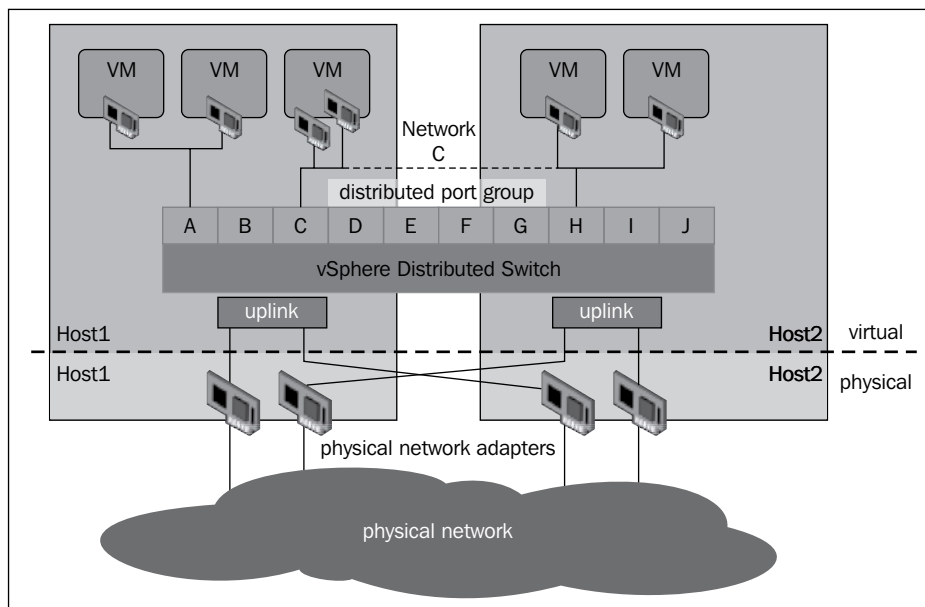 VM
VM
VM
VM
VM
Network
C
distributed port group
A B C D E F G H I J
vSphere Distributed Switch
uplink
uplink
Host1
Host2
virtual
Host1
Host2
physical
physical network adapters
physical network